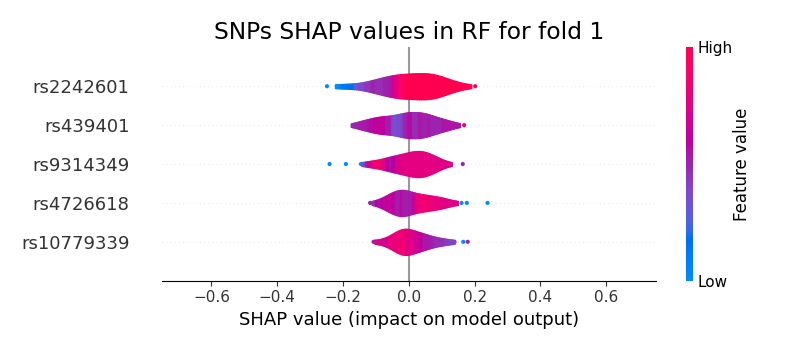 SNPs SHAP values in RF for fold 1
High
rs2242601
rs439401
rs9314349
rs4726618
rs10779339
Feature value
Low
−0.6 −0.4 −0.2 0.0 0.2 0.4 0.6
SHAP value (impact on model output)